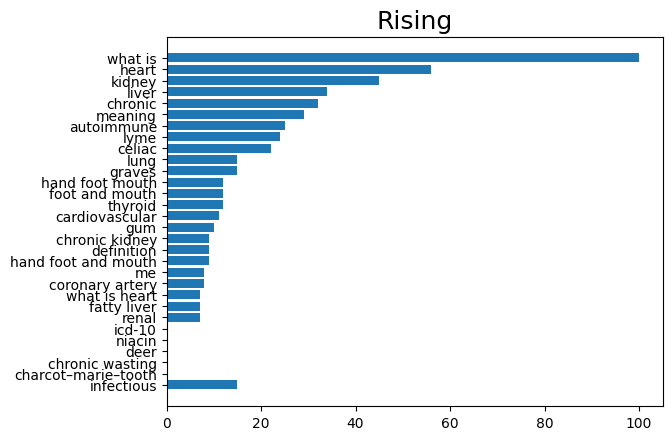 Rising
what is
heart
kidney
liver
chronic
meaning
autoimmune
lyme
celiac
lung
graves
hand foot mouth
foot and mouth
thyroid
cardiovascular
gum
chronic kidney
definition
hand foot and mouth
me
coronary artery
what is heart
fatty liver
renal
icd-10
niacin
deer
chronic wasting
charcot–marie–tooth
infectious
0 20 40 60 80 100